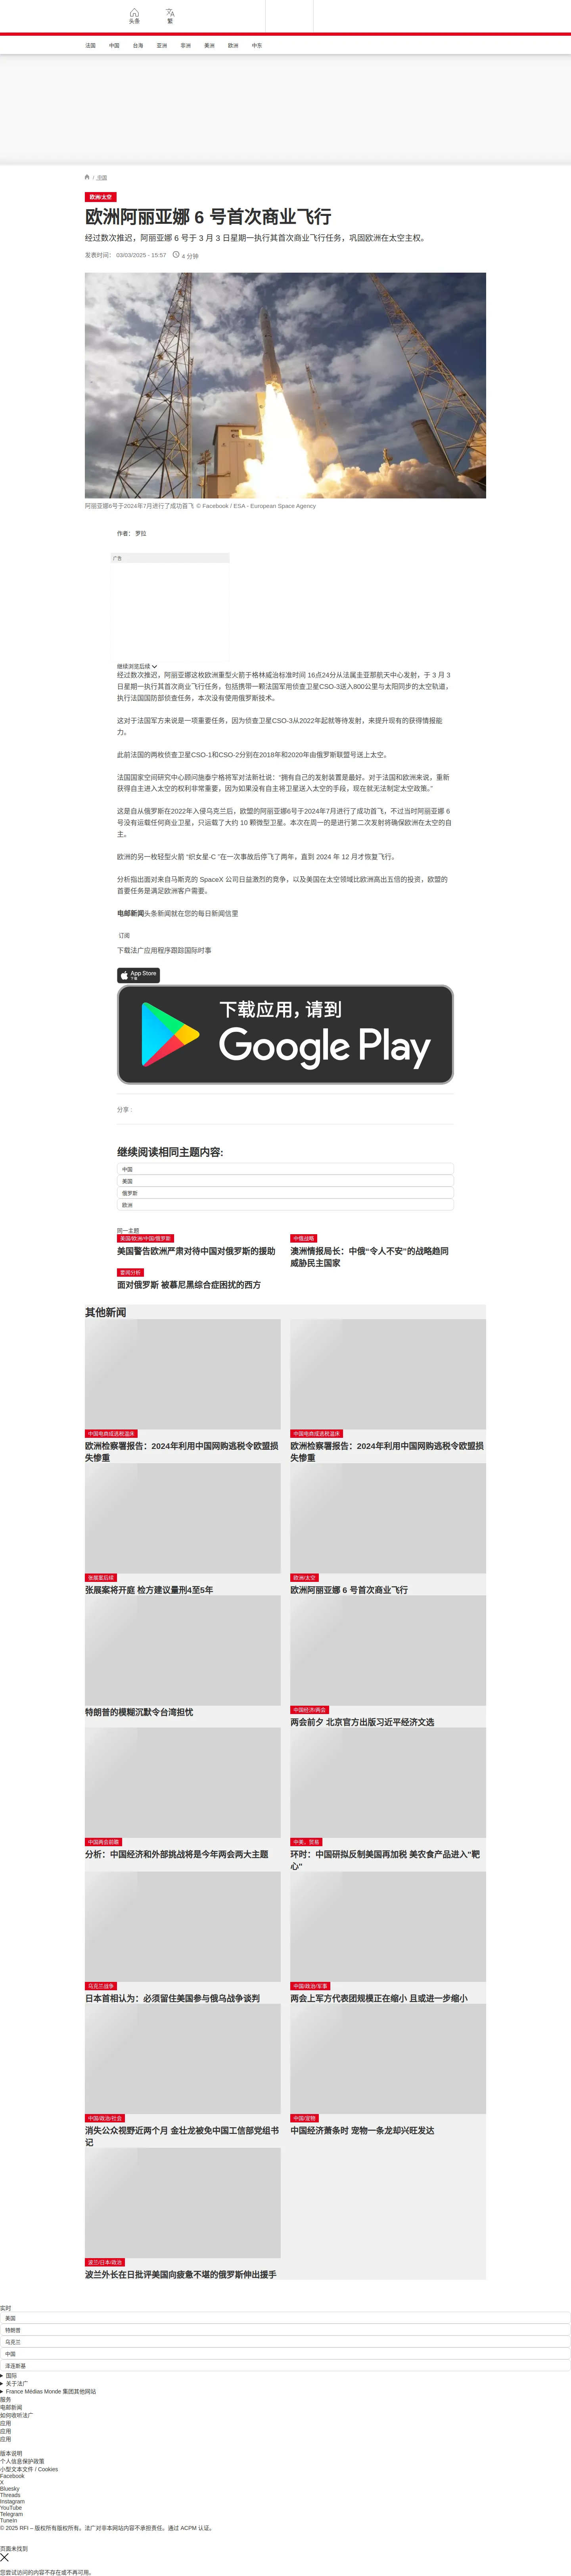 头条
繁
法国
中国
台海
亚洲
非洲
美洲
欧洲
中东
/ 中国
欧洲/太空
欧洲阿丽亚娜 6 号首次商业飞行
经过数次推迟，阿丽亚娜 6 号于 3 月 3 日星期一执行其首次商业飞行任务，巩固欧洲在太空主权。
发表时间： 03/03/2025 - 15:57
4 分钟
阿丽亚娜6号于2024年7月进行了成功首飞 © Facebook / ESA - European Space Agency
作者： 罗拉
广告
继续浏览后续
经过数次推迟，阿丽亚娜这枚欧洲重型火箭于格林威治标准时间 16点24分从法属圭亚那航天中心发射，于 3 月 3
日星期一执行其首次商业飞行任务，包括携带一颗法国军用侦查卫星CSO-3送入800公里与太阳同步的太空轨道，
执行法国国防部侦查任务，本次没有使用俄罗斯技术。
这对于法国军方来说是一项重要任务，因为侦查卫星CSO-3从2022年起就等待发射，来提升现有的获得情报能
力。
此前法国的两枚侦查卫星CSO-1和CSO-2分别在2018年和2020年由俄罗斯联盟号送上太空。
法国国家空间研究中心顾问施泰宁格将军对法新社说：“拥有自己的发射装置是最好。对于法国和欧洲来说，重新
获得自主进入太空的权利非常重要，因为如果没有自主将卫星送入太空的手段，现在就无法制定太空政策。”
这是自从俄罗斯在2022年入侵乌克兰后，欧盟的阿丽亚娜6号于2024年7月进行了成功首飞，不过当时阿丽亚娜 6
号没有运载任何商业卫星，只运载了大约 10 颗微型卫星。本次在周一的是进行第二次发射将确保欧洲在太空的自
主。
欧洲的另一枚轻型火箭 “织女星-C ”在一次事故后停飞了两年，直到 2024 年 12 月才恢复飞行。
分析指出面对来自马斯克的 SpaceX 公司日益激烈的竞争，以及美国在太空领域比欧洲高出五倍的投资，欧盟的
首要任务是满足欧洲客户需要。
电邮新闻头条新闻就在您的每日新闻信里
订阅
下载法广应用程序跟踪国际时事
App Store
下载
下载应用，请到
Google Play
分享 :
继续阅读相同主题内容:
中国
美国
俄罗斯
欧洲
同一主题
美国/欧洲/中国/俄罗斯
美国警告欧洲严肃对待中国对俄罗斯的援助
中俄战略
澳洲情报局长：中俄“令人不安”的战略趋同
威胁民主国家
要闻分析
面对俄罗斯 被慕尼黑综合症困扰的西方
其他新闻
中国电商成逃税温床
欧洲检察署报告：2024年利用中国网购逃税令欧盟损
失惨重
中国电商成逃税温床
欧洲检察署报告：2024年利用中国网购逃税令欧盟损
失惨重
张展案后续
张展案将开庭 检方建议量刑4至5年
欧洲/太空
欧洲阿丽亚娜 6 号首次商业飞行
特朗普的模糊沉默令台湾担忧
中国经济/两会
两会前夕 北京官方出版习近平经济文选
中国两会前瞻
分析：中国经济和外部挑战将是今年两会两大主题
中美，贸易
环时：中国研拟反制美国再加税 美农食产品进入"靶
心"
乌克兰战争
日本首相认为：必须留住美国参与俄乌战争谈判
中国/政治/军事
两会上军方代表团规模正在缩小 且或进一步缩小
中国/政治/社会
消失公众视野近两个月 金壮龙被免中国工信部党组书
记
中国/宠物
中国经济萧条时 宠物一条龙却兴旺发达
波兰/日本/政治
波兰外长在日批评美国向疲惫不堪的俄罗斯伸出援手
实时
美国
特朗普
乌克兰
中国
泽连斯基
国际
关于法广
France Médias Monde 集团其他网站
服务
电邮新闻
如何收听法广
应用
应用
应用
版本说明
个人信息保护政策
小型文本文件 / Cookies
Facebook
X
Bluesky
Threads
Instagram
YouTube
Telegram
TuneIn
© 2025 RFI – 版权所有版权所有。法广对非本网站内容不承担责任。通过 ACPM 认证。
页面未找到
您尝试访问的内容不存在或不再可用。